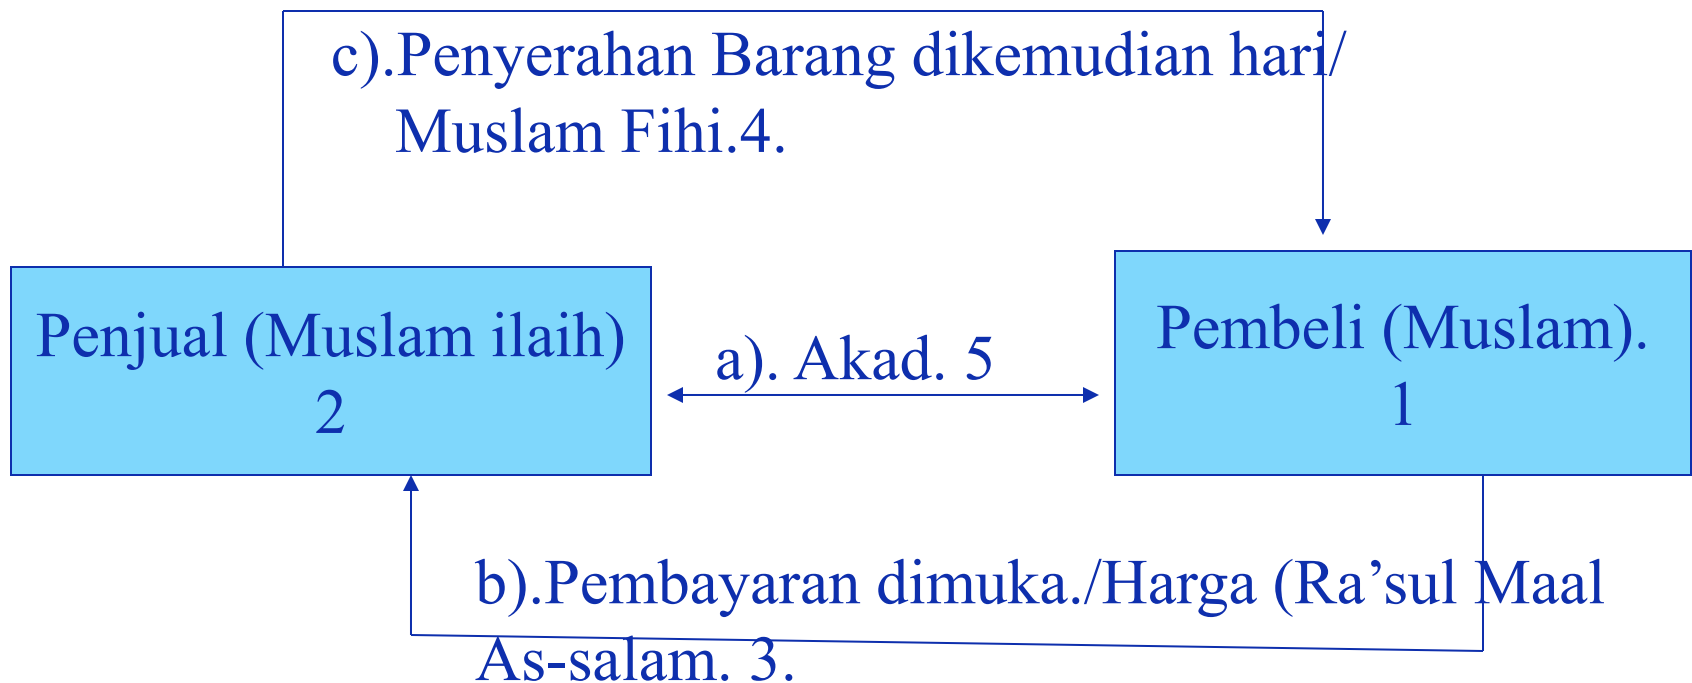 c).Penyerahan Barang dikemudian hari/
Muslam Fihi.4.
Penjual (Muslam ilaih)
2
a). Akad. 5
Pembeli (Muslam).
1
b).Pembayaran dimuka./Harga (Ra’sul Maal
As-salam. 3.